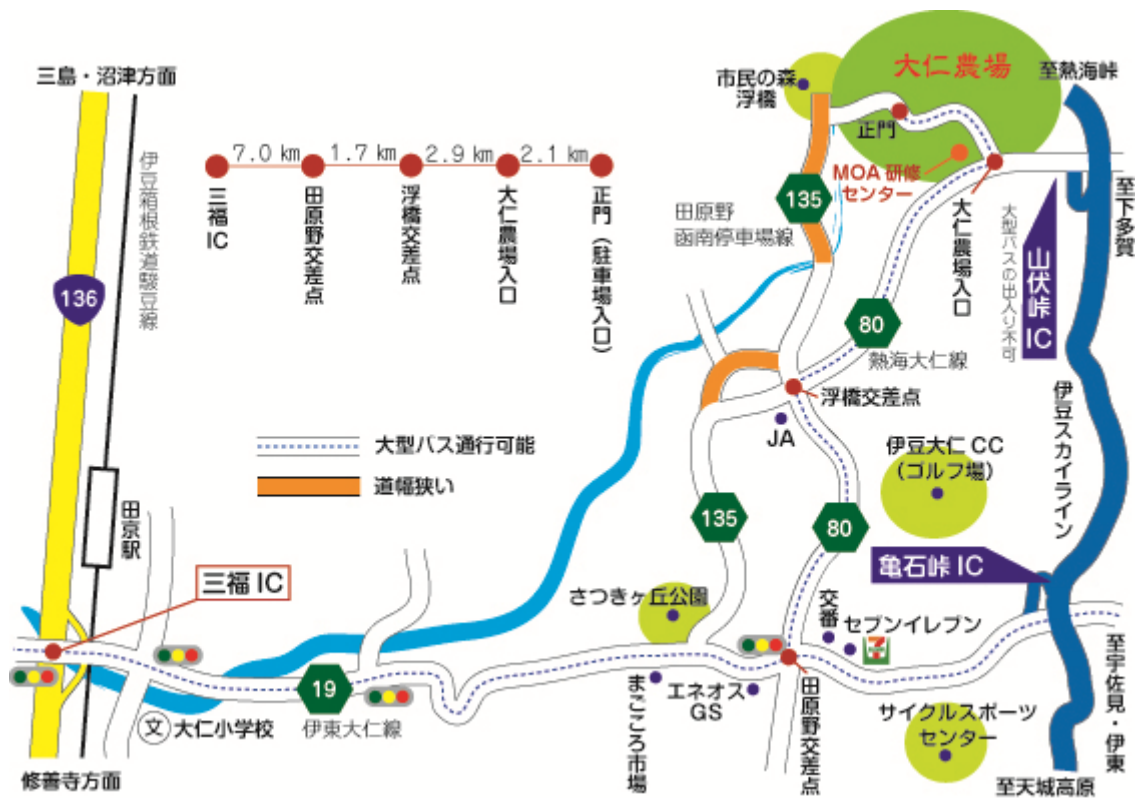 三島・沼津方面
伊豆箱根鉄道駿豆線
136
田京駅
三福IC
修善寺方面
7.0 km
1.7 km
2.9 km
2.1 km
三福IC
田原野交差点
浮橋交差点
大仁農場入口
正門（駐車場入口）
大型バス通行可能
道幅狭い
市民の森
浮橋
大仁農場
正門
MOA 研修
センター
至熱海峠
至下多賀
135
田原野
函南停車場線
大仁農場入口
大型バスの出入り不可
山伏峠IC
80
熱海大仁線
浮橋交差点
JA
伊豆大仁 CC
（ゴルフ場）
伊豆スカイライン
135
80
亀石峠 IC
さつきヶ丘公園
交番
セブンイレブン
7
ELEVEN
19
伊東大仁線
文
大仁小学校
まごころ市場
エネオス
GS
田原野交差点
サイクルスポーツ
センター
至宇佐見・伊東
至天城高原